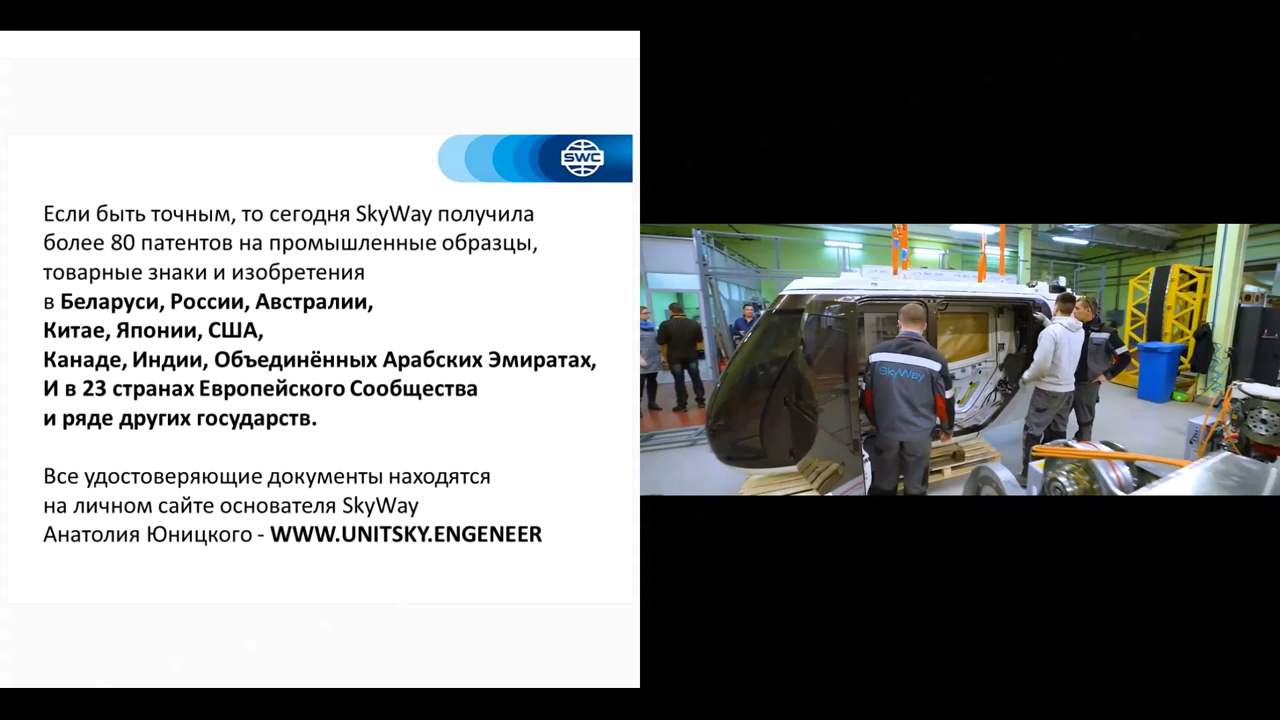 SWC
Если быть точным, то сегодня SkyWay получила
более 80 патентов на промышленные образцы,
товарные знаки и изобретения
в Беларуси, России, Австралии,
Китае, Японии, США,
Канаде, Индии, Объединённых Арабских Эмиратах,
И в 23 странах Европейского Сообщества
и ряде других государств.
Все удостоверяющие документы находятся
на личном сайте основателя SkyWay
Анатолия Юницкого - WWW.UNITSKY.ENGENEER
SkyWay